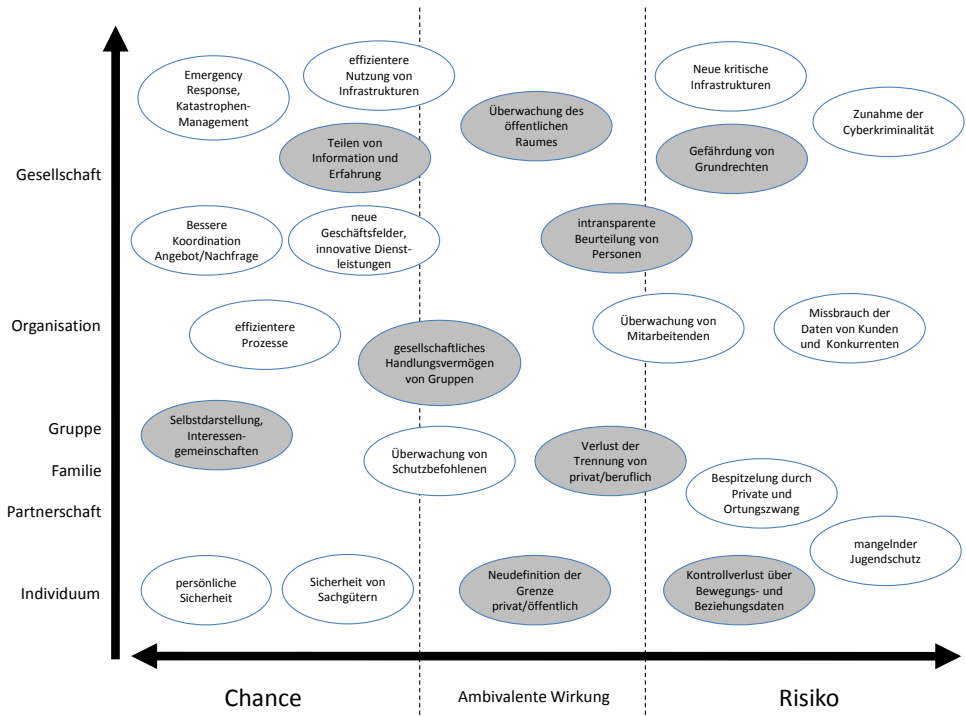 Emergency
Response,
Katastrophen-
Management
effizientere
Nutzung von
Infrastrukturen
Neue kritische
Infrastrukturen
Überwachung des
öffentlichen
Raumes
Zunahme der
Cyberkriminalität
Teilen von
Information und
Erfahrung
Gefährdung von
Grundrechten
Gesellschaft
Bessere
Koordination
Angebot/Nachfrage
neue
Geschäftsfelder,
innovative Dienst-
leistungen
intransparente
Beurteilung von
Personen
Organisation
effizientere
Prozesse
gesellschaftliches
Handlungsvermögen
von Gruppen
Überwachung von
Mitarbeitenden
Missbrauch der
Daten von Kunden
und Konkurrenten
Gruppe
Selbstdarstellung,
Interessen-
gemeinschaften
Familie
Überwachung von
Schutzbefohlenen
Verlust der
Trennung von
privat/beruflich
Bespitzelung durch
Private und
Ortungszwang
Partnerschaft
mangelnder
Jugendschutz
Individuum
persönliche
Sicherheit
Sicherheit von
Sachgütern
Neudefinition der
Grenze
privat/öffentlich
Kontrollverlust über
Bewegungs- und
Beziehungsdaten
Chance
Ambivalente Wirkung
Risiko